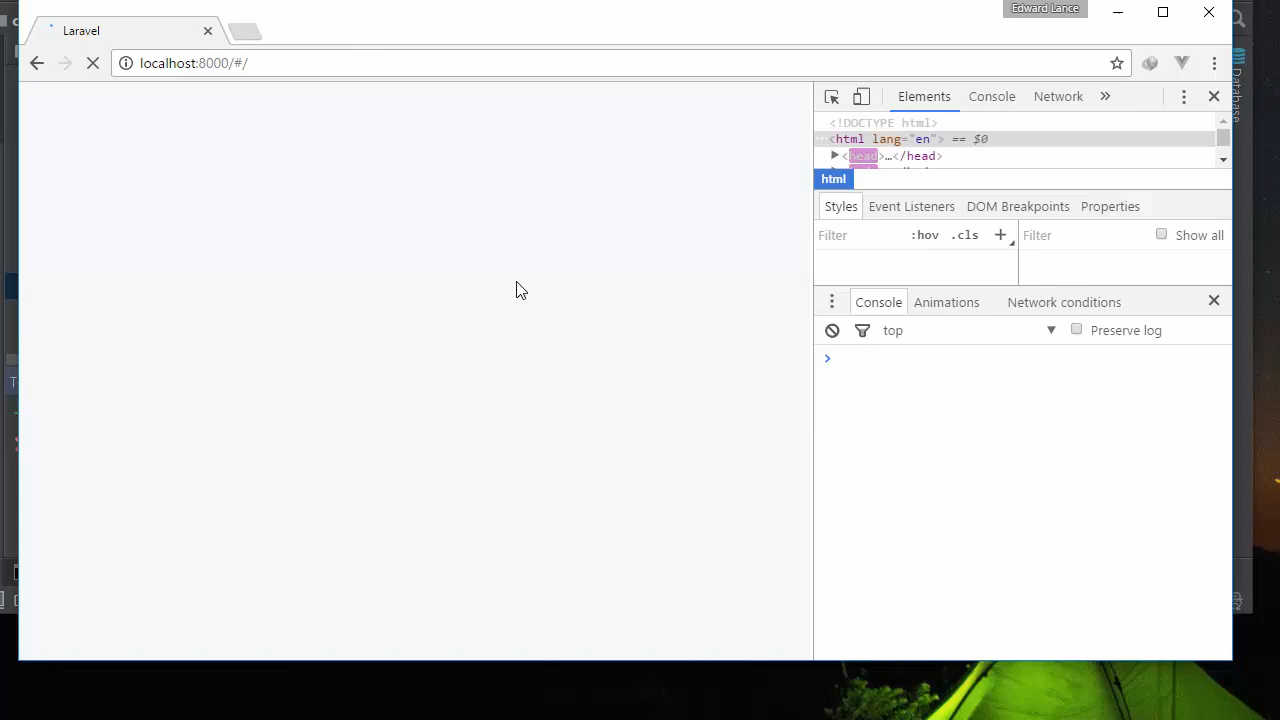 Edward Lance
Laravel
localhost:8000/#/
Elements Console Network »
<!DOCTYPE html>
…<html lang="en"> == $0
▶<head>…</head>
html
Styles Event Listeners DOM Breakpoints Properties
Filter :hov .cls + Filter Show all
Console Animations Network conditions
top ▼ Preserve log
>
Database